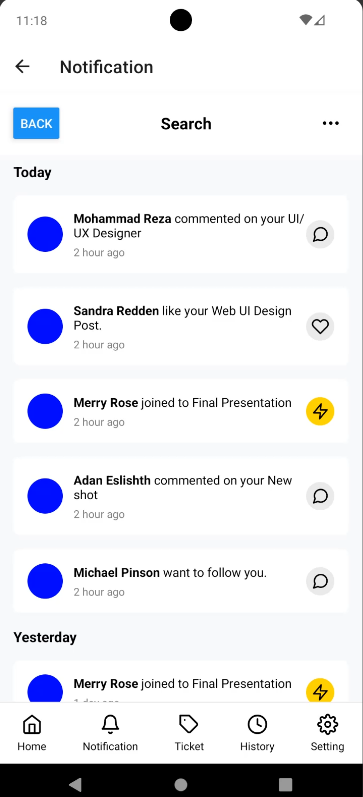 11:18
Notification
BACK
Search
Today
Mohammad Reza commented on your UI/
UX Designer
2 hour ago
Sandra Redden like your Web UI Design
Post.
2 hour ago
Merry Rose joined to Final Presentation
2 hour ago
Adan Eslishth commented on your New
shot
2 hour ago
Michael Pinson want to follow you.
2 hour ago
Yesterday
Merry Rose joined to Final Presentation
1 day ago
Home
Notification
Ticket
History
Setting